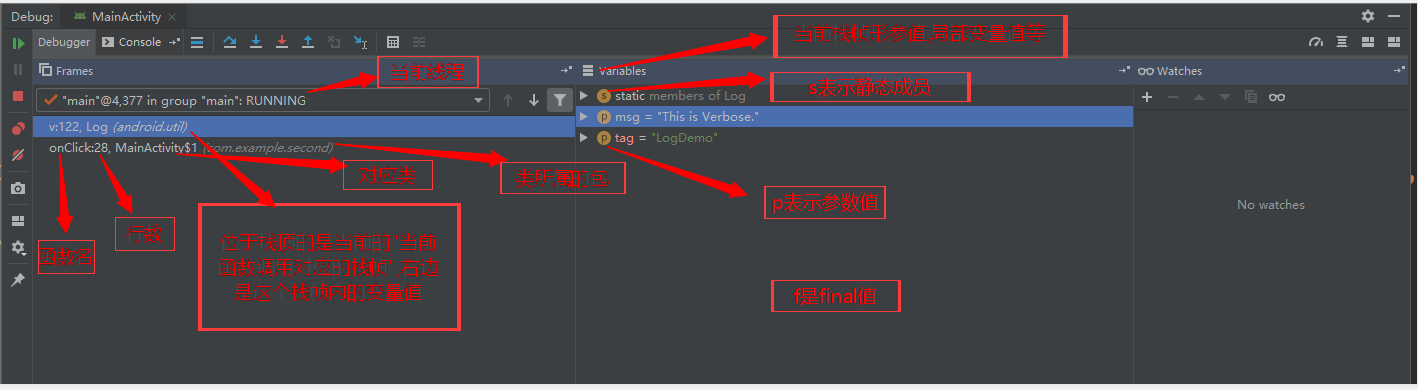 Debug: MainActivity
Debugger Console
Frames
Variables
Watches
"main"@4,377 in group "main": RUNNING
v:122, Log (android.util)
onClick:28, MainActivity$1 (com.example.second)
static members of Log
msg = "This is Verbose."
tag = "LogDemo"
No watches
当前线程
当前栈帧形参值,局部变量值等
s表示静态成员
对应类
类所属的包
p表示参数值
行数
函数名
位于栈顶的是当前的"当前
函数调用对应的栈帧",右边
是这个栈帧内的变量值
f是final值